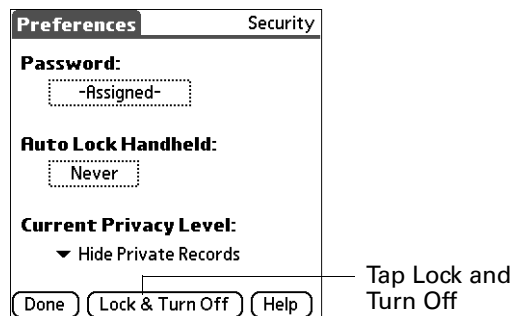 Preferences Security
Password:
-Assigned-
Auto Lock Handheld:
Never
Current Privacy Level:
Hide Private Records
Done Lock & Turn Off Help
Tap Lock and
Turn Off